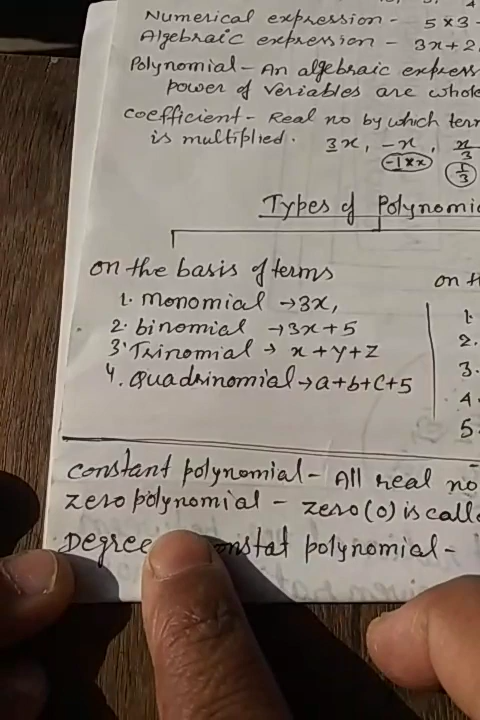 Numerical expression - 5 × 3
Algebraic expression - 3x + 2
Polynomial - An algebraic express
power of veriables are whole
coefficient - Real no by which ter
is multiplied. 3x, -x, x/3
-1×x 1/3
Types of Polynomi
on the basis of terms
1. monomial → 3x,
2. binomial → 3x + 5
3. Trinomial → x + y + z
4. Quadrinomial → a + b + c + 5
on t
1.
2.
3.
4.
5.
constant polynomial - All real no
zero polynomial - zero (0) is call
Degree onstat polynomial -